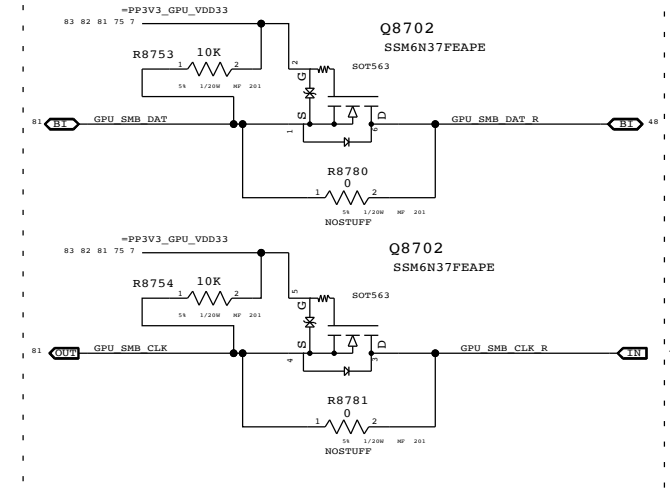 =PP3V3_GPU_VDD33
83 82 81 75 7
Q8702
SSM6N37FEAPE
R8753
10K
1
2
5% 1/20W MF 201
2
G
SOT563
S
D
1
6
81
BI
GPU_SMB_DAT
GPU_SMB_DAT_R
BI
48
R8780
0
1
2
5% 1/20W MF 201
NOSTUFF
=PP3V3_GPU_VDD33
83 82 81 75 7
Q8702
SSM6N37FEAPE
R8754
10K
1
2
5% 1/20W MF 201
5
G
SOT563
S
D
4
3
81
OUT
GPU_SMB_CLK
GPU_SMB_CLK_R
IN
R8781
0
1
2
5% 1/20W MF 201
NOSTUFF